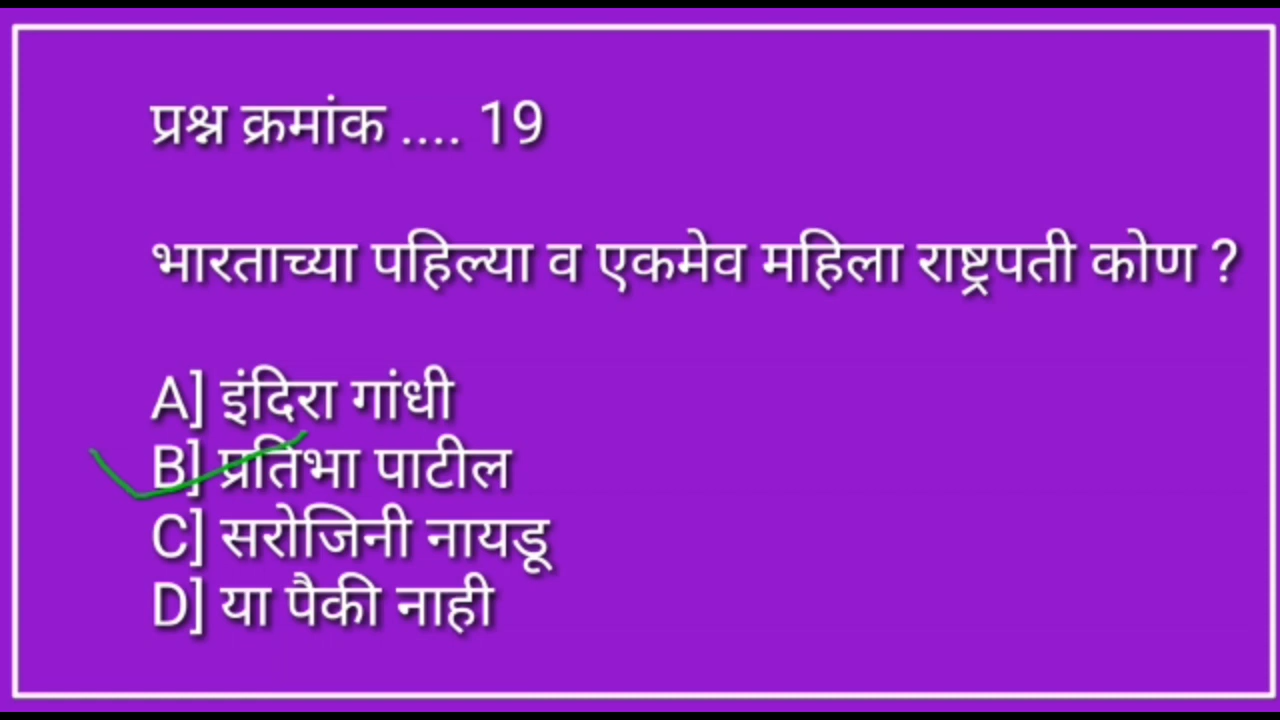 प्रश्न क्रमांक .... 19
भारताच्या पहिल्या व एकमेव महिला राष्ट्रपती कोण ?
A] इंदिरा गांधी
B] प्रतिभा पाटील
C] सरोजिनी नायडू
D] या पैकी नाही